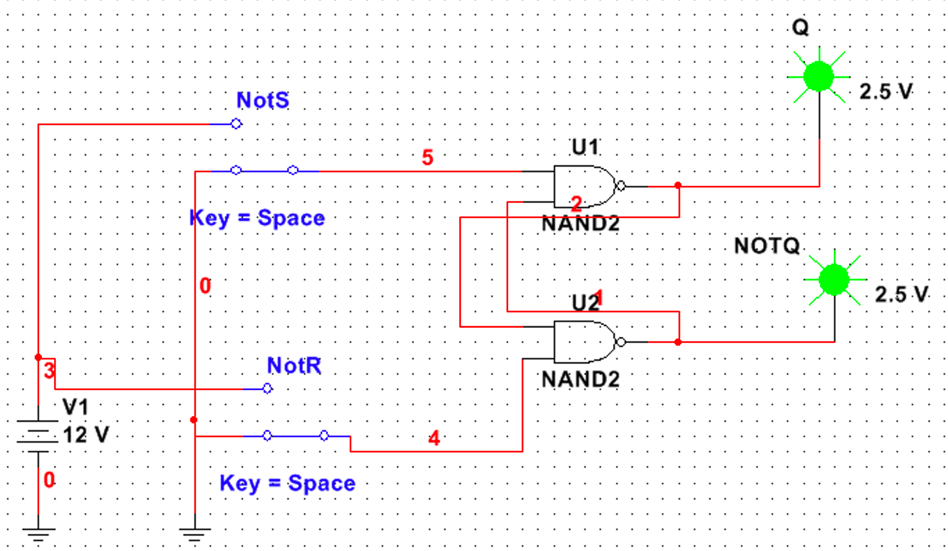 Q
2.5 V
NotS
U1
5
Key = Space
2
NAND2
NOTQ
0
2.5 V
U2
1
NotR
3
NAND2
V1
12 V
4
0
Key = Space